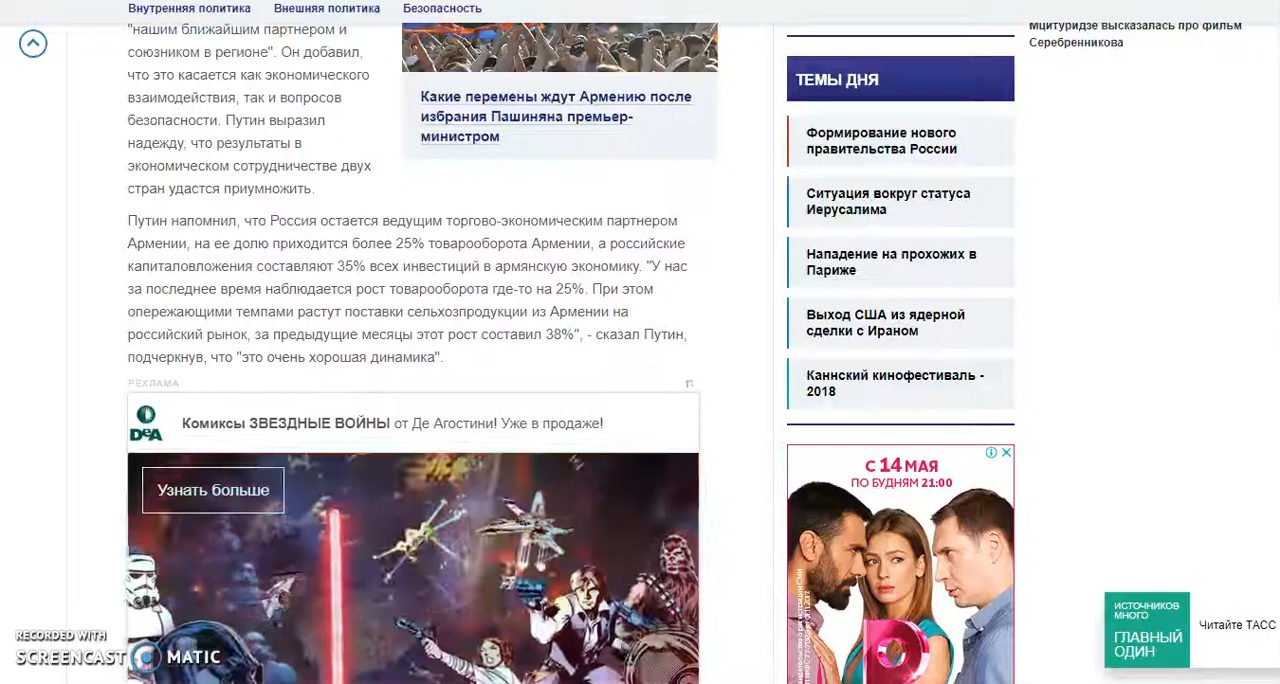 Внутренняя политика Внешняя политика Безопасность
"нашим ближайшим партнером и
союзником в регионе". Он добавил,
что это касается как экономического
взаимодействия, так и вопросов
безопасности. Путин выразил
надежду, что результаты в
экономическом сотрудничестве двух
стран удастся приумножить.
Какие перемены ждут Армению после
избрания Пашиняна премьер-
министром
Путин напомнил, что Россия остается ведущим торгово-экономическим партнером
Армении, на ее долю приходится более 25% товарооборота Армении, а российские
капиталовложения составляют 35% всех инвестиций в армянскую экономику. "У нас
за последнее время наблюдается рост товарооборота где-то на 25%. При этом
опережающими темпами растут поставки сельхозпродукции из Армении на
российский рынок, за предыдущие месяцы этот рост составил 38%", - сказал Путин,
подчеркнув, что "это очень хорошая динамика".
РЕКЛАМА
DeA
Комиксы ЗВЕЗДНЫЕ ВОЙНЫ от Де Агостини! Уже в продаже!
Узнать больше
RECORDED WITH
SCREENCAST MATIC
ТЕМЫ ДНЯ
Формирование нового
правительства России
Ситуация вокруг статуса
Иерусалима
Нападение на прохожих в
Париже
Выход США из ядерной
сделки с Ираном
Каннский кинофестиваль -
2018
С 14 МАЯ
ПО БУДНЯМ 21:00
Мцитуридзе высказалась про фильм
Серебренникова
ИСТОЧНИКОВ
МНОГО
ГЛАВНЫЙ
ОДИН
Читайте ТАСС